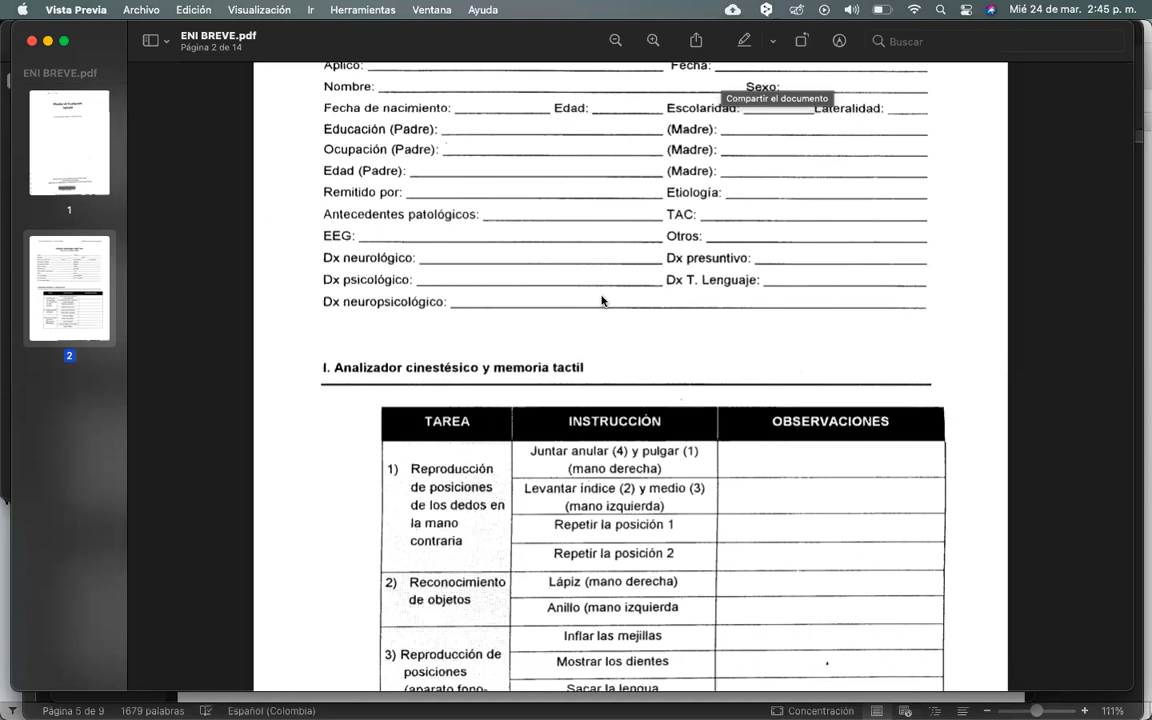 Vista Previa Archivo Edición Visualización Ir Herramientas Ventana Ayuda Mié 24 de mar. 2:45 p. m.
ENI BREVE.pdf
Página 2 de 14
Buscar
ENI BREVE.pdf
1
2
Aplicó: Fecha:
Nombre: Sexo:
Compartir el documento
Fecha de nacimiento: Edad: Escolaridad: Lateralidad:
Educación (Padre): (Madre):
Ocupación (Padre): (Madre):
Edad (Padre): (Madre):
Remitido por: Etiología:
Antecedentes patológicos: TAC:
EEG: Otros:
Dx neurológico: Dx presuntivo:
Dx psicológico: Dx T. Lenguaje:
Dx neuropsicológico:
I. Analizador cinestésico y memoria tactil
TAREA INSTRUCCIÓN OBSERVACIONES
1) Reproducción
de posiciones
de los dedos en
la mano
contraria
Juntar anular (4) y pulgar (1)
(mano derecha)
Levantar índice (2) y medio (3)
(mano izquierda)
Repetir la posición 1
Repetir la posición 2
2) Reconocimiento
de objetos
Lápiz (mano derecha)
Anillo (mano izquierda
3) Reproducción de
posiciones
(aparato fono-
Inflar las mejillas
Mostrar los dientes
Sacar la lengua
Página 5 de 9 1679 palabras Español (Colombia) Concentración 111%